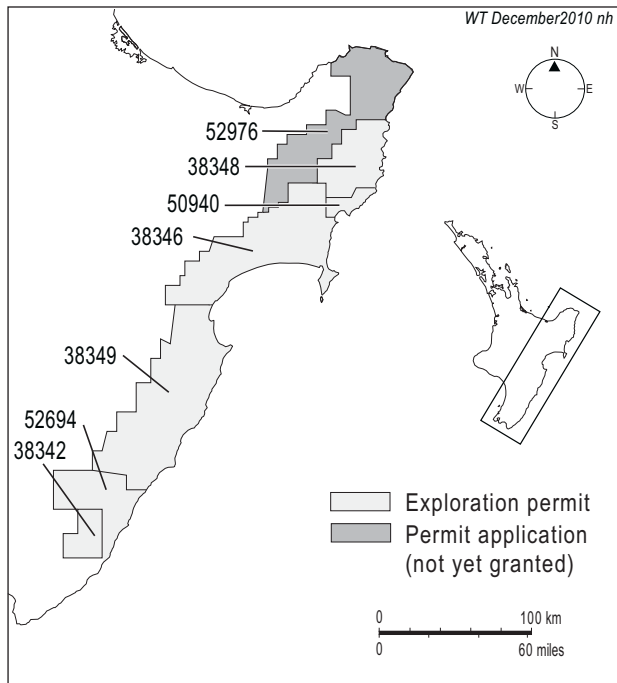 WT December2010 nh
N
W
E
S
52976
38348
50940
38346
38349
52694
38342
Exploration permit
Permit application
(not yet granted)
0
100 km
0
60 miles